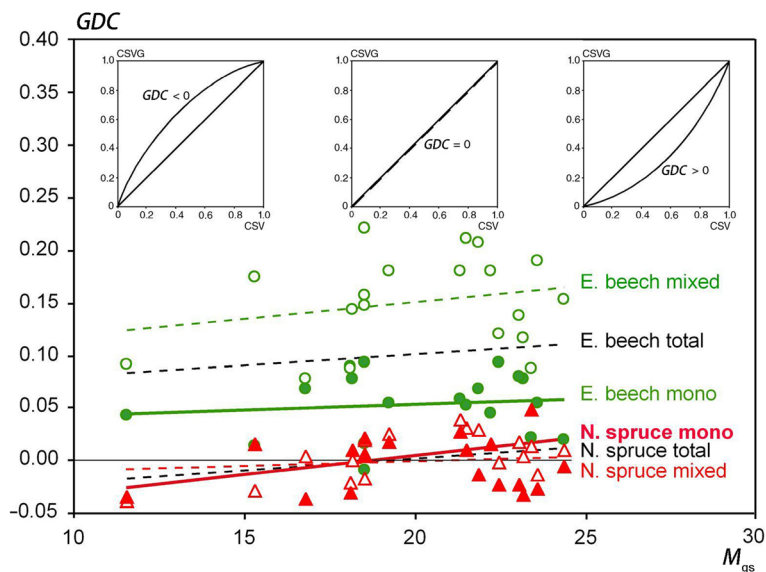 GDC
0.40
0.35
0.30
0.25
0.20
0.15
0.10
0.05
0.00
−0.05
10
15
20
25
30
Mgs
CSVG
1.0
0.8
0.6
0.4
0.2
0
GDC < 0
0 0.2 0.4 0.6 0.8 1.0
CSV
CSVG
1.0
0.8
0.6
0.4
0.2
0
GDC = 0
0 0.2 0.4 0.6 0.8 1.0
CSV
CSVG
1.0
0.8
0.6
0.4
0.2
0
GDC > 0
0 0.2 0.4 0.6 0.8 1.0
CSV
E. beech mixed
E. beech total
E. beech mono
N. spruce mono
N. spruce total
N. spruce mixed